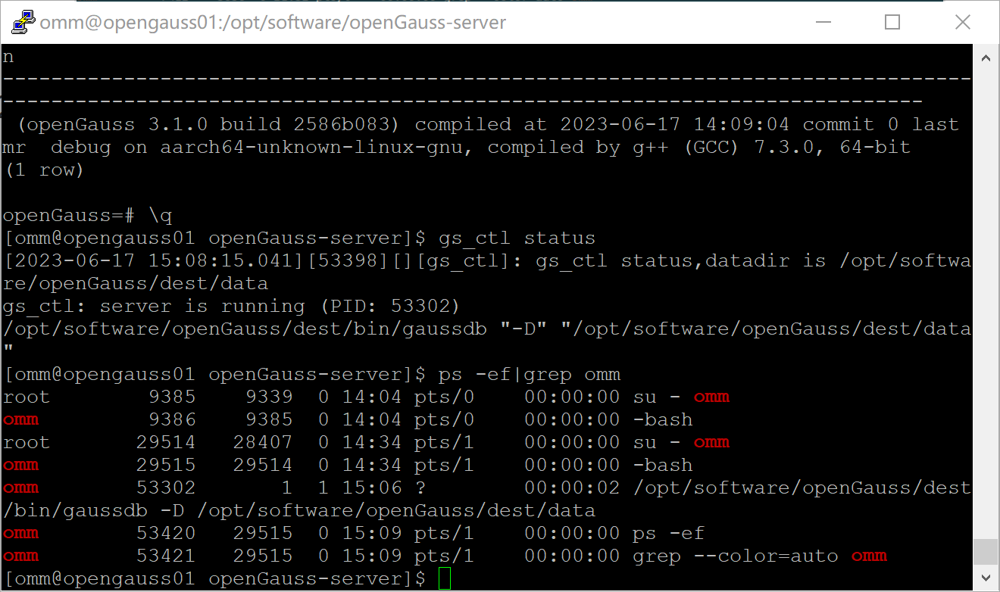 omm@opengauss01:/opt/software/openGauss-server
n
--------------------------------------------------------------------------------
----------------------------------------------------------------------------
 (openGauss 3.1.0 build 2586b083) compiled at 2023-06-17 14:09:04 commit 0 last
mr  debug on aarch64-unknown-linux-gnu, compiled by g++ (GCC) 7.3.0, 64-bit
(1 row)

openGauss=# \q
[omm@opengauss01 openGauss-server]$ gs_ctl status
[2023-06-17 15:08:15.041][53398][][gs_ctl]: gs_ctl status,datadir is /opt/softwa
re/openGauss/dest/data
gs_ctl: server is running (PID: 53302)
/opt/software/openGauss/dest/bin/gaussdb "-D" "/opt/software/openGauss/dest/data
"
[omm@opengauss01 openGauss-server]$ ps -ef|grep omm
root        9385    9339  0 14:04 pts/0    00:00:00 su - omm
omm         9386    9385  0 14:04 pts/0    00:00:00 -bash
root       29514   28407  0 14:34 pts/1    00:00:00 su - omm
omm        29515   29514  0 14:34 pts/1    00:00:00 -bash
omm        53302       1  1 15:06 ?        00:00:02 /opt/software/openGauss/dest
/bin/gaussdb -D /opt/software/openGauss/dest/data
omm        53420   29515  0 15:09 pts/1    00:00:00 ps -ef
omm        53421   29515  0 15:09 pts/1    00:00:00 grep --color=auto omm
[omm@opengauss01 openGauss-server]$